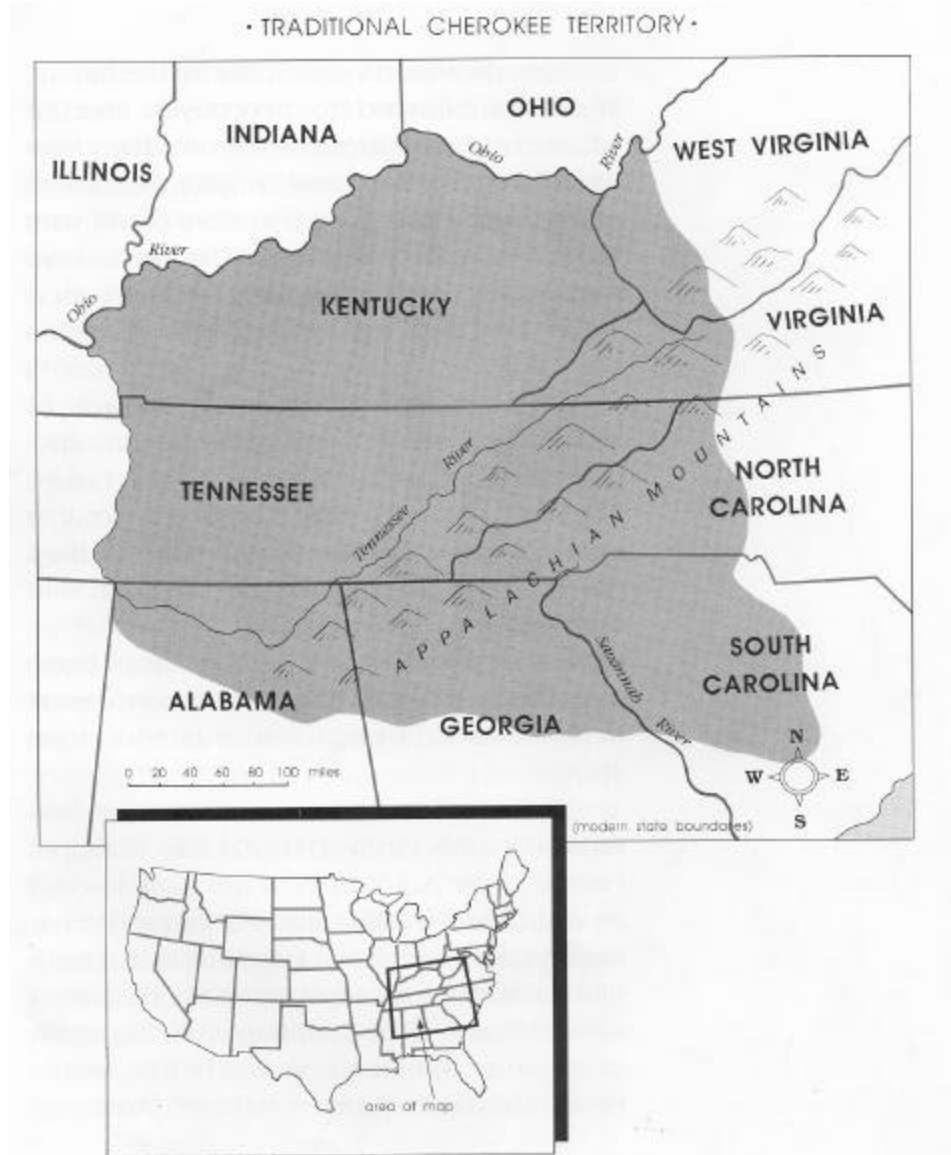 · TRADITIONAL CHEROKEE TERRITORY ·
OHIO
INDIANA
Ohio
River
WEST VIRGINIA
ILLINOIS
River
Ohio
KENTUCKY
VIRGINIA
TENNESSEE
River
Tennessee
NORTH
CAROLINA
APPALACHIAN MOUNTAINS
SOUTH
CAROLINA
Savannah
River
ALABAMA
GEORGIA
N
W E
S
0 20 40 60 80 100 miles
(modern state boundaries)
area of map